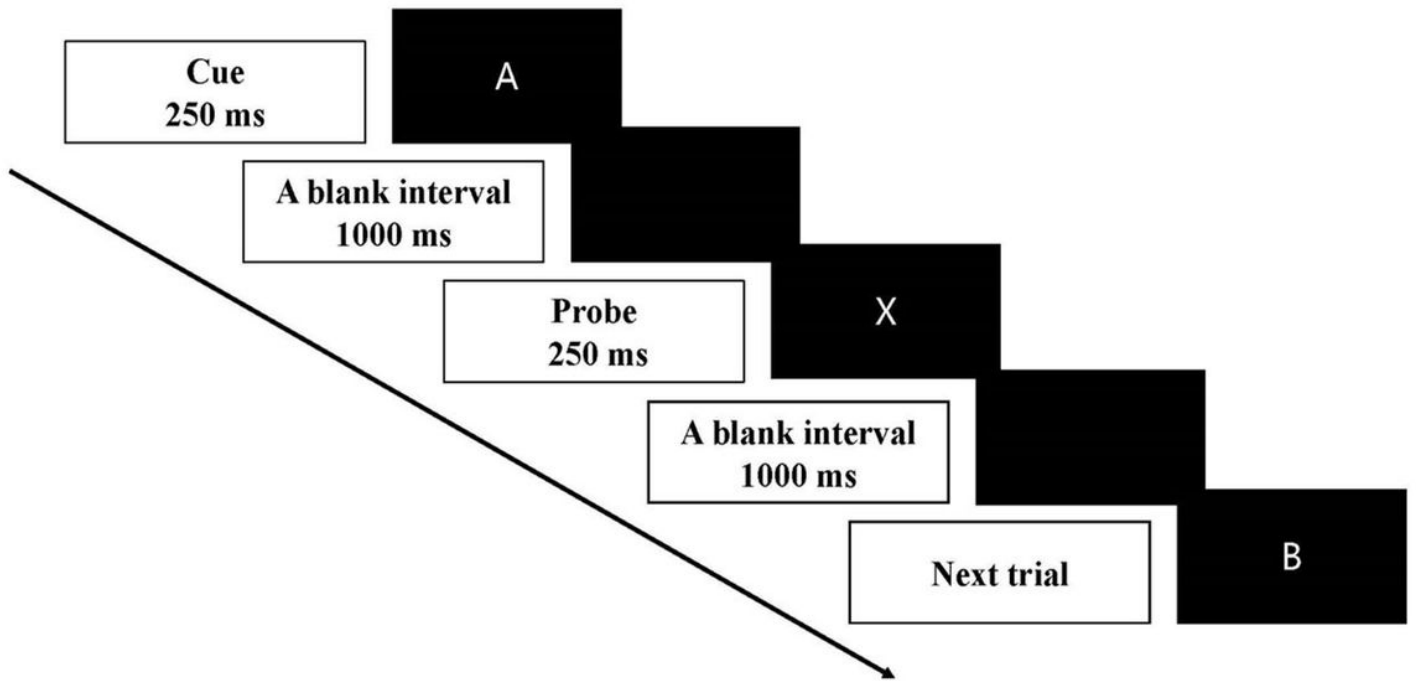 Cue
250 ms
A
A blank interval
1000 ms
Probe
250 ms
X
A blank interval
1000 ms
Next trial
B